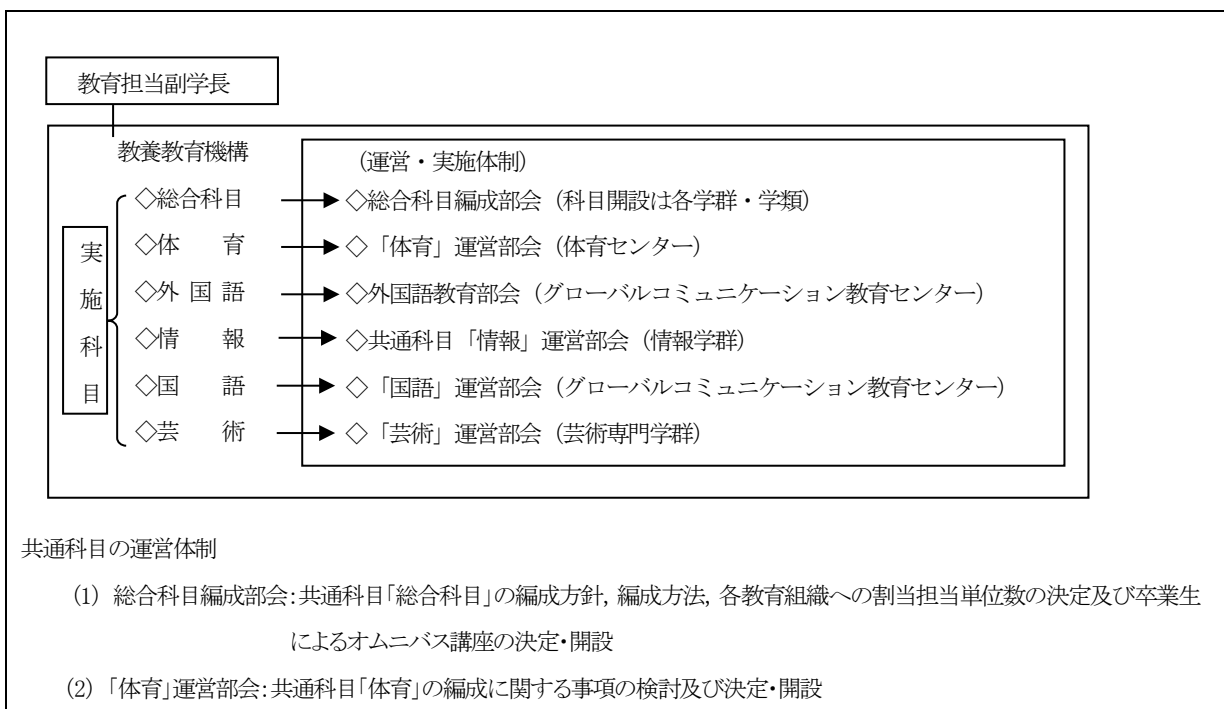 教育担当副学長
教養教育機構
(運営・実施体制)
実施科目
◇総合科目 ◇総合科目編成部会(科目開設は各学群・学類)
◇体 育 ◇「体育」運営部会(体育センター)
◇外 国 語 ◇外国語教育部会(グローバルコミュニケーション教育センター)
◇情 報 ◇共通科目「情報」運営部会(情報学群)
◇国 語 ◇「国語」運営部会(グローバルコミュニケーション教育センター)
◇芸 術 ◇「芸術」運営部会(芸術専門学群)
共通科目の運営体制
(1) 総合科目編成部会:共通科目「総合科目」の編成方針, 編成方法, 各教育組織への割当担当単位数の決定及び卒業生
によるオムニバス講座の決定・開設
(2) 「体育」運営部会:共通科目「体育」の編成に関する事項の検討及び決定・開設